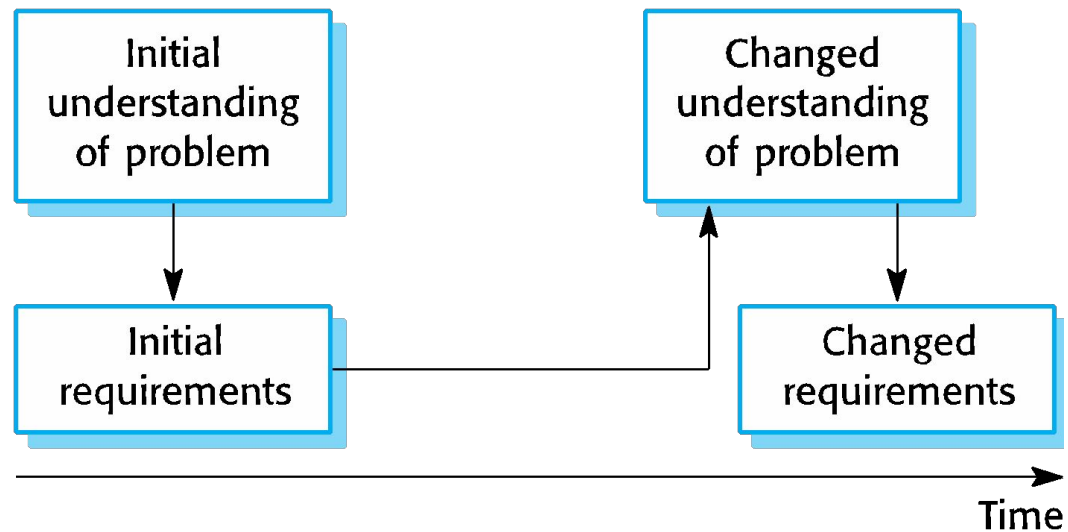 Initial
understanding
of problem
Changed
understanding
of problem
Initial
requirements
Changed
requirements
Time